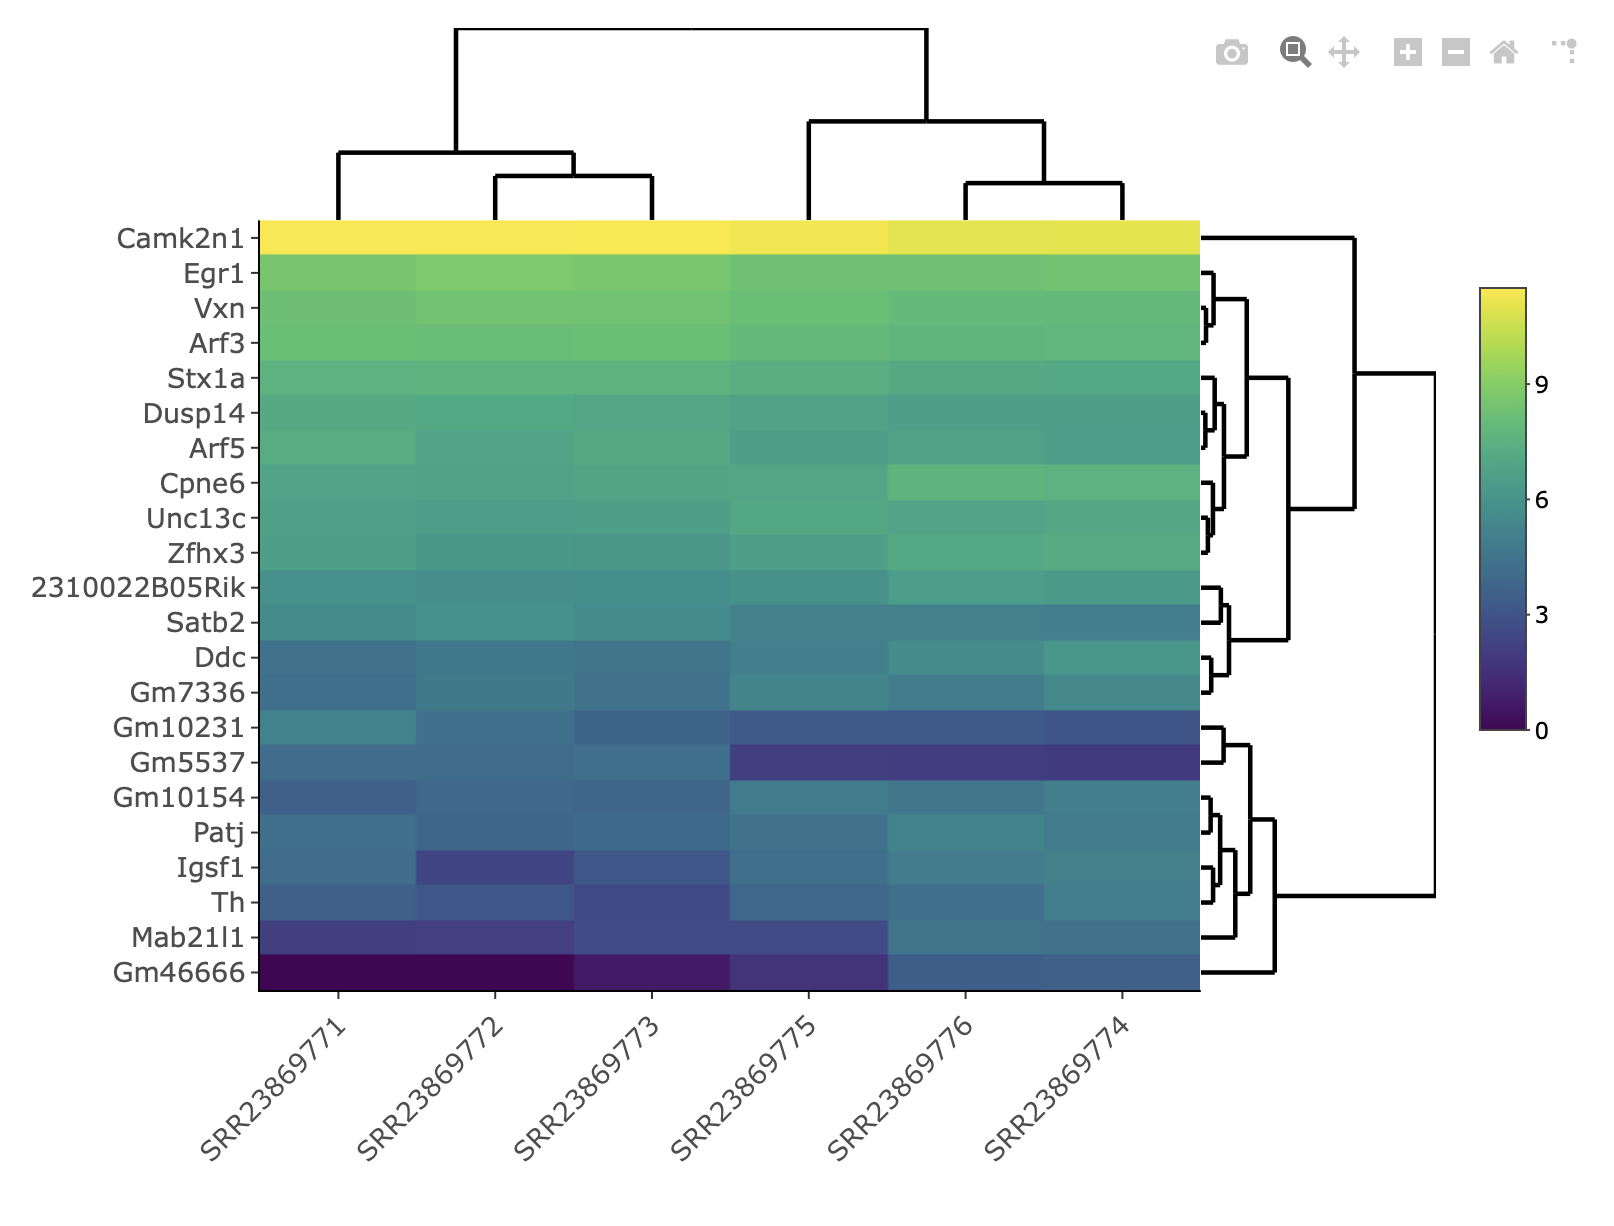 Camk2n1
Egr1
Vxn
Arf3
Stx1a
Dusp14
Arf5
Cpne6
Unc13c
Zfhx3
2310022B05Rik
Satb2
Ddc
Gm7336
Gm10231
Gm5537
Gm10154
Patj
Igsf1
Th
Mab21l1
Gm46666
SRR23869771
SRR23869772
SRR23869773
SRR23869775
SRR23869776
SRR23869774
9
6
3
0